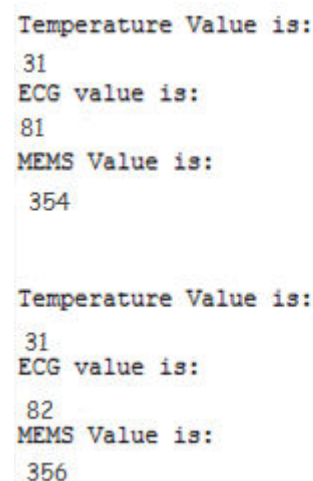 Temperature Value is:
31
ECG value is:
81
MEMS Value is:
354
Temperature Value is:
31
ECG value is:
82
MEMS Value is:
356